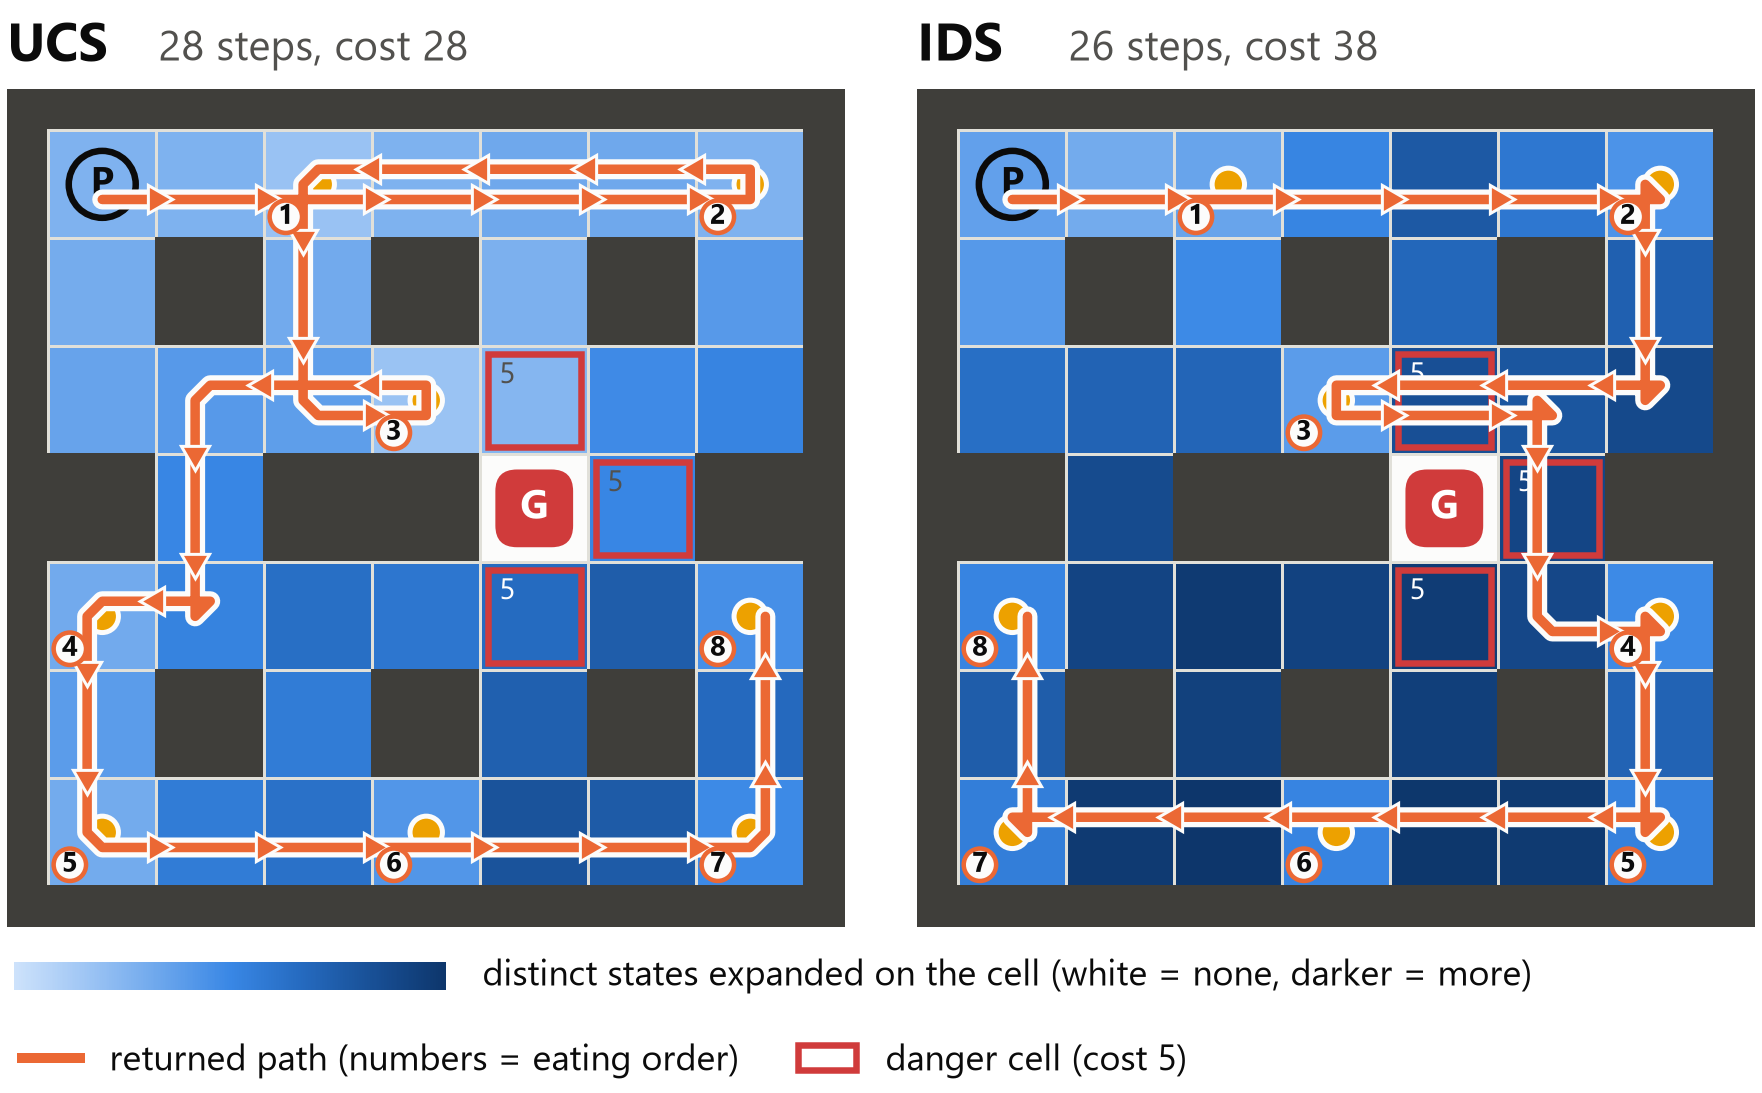 UCS 28 steps, cost 28
P
1
2
5
3
G
5
5
4
8
5
6
7
IDS 26 steps, cost 38
P
1
2
5
3
G
5
5
8
4
7
6
5
distinct states expanded on the cell (white = none, darker = more)
returned path (numbers = eating order)
danger cell (cost 5)